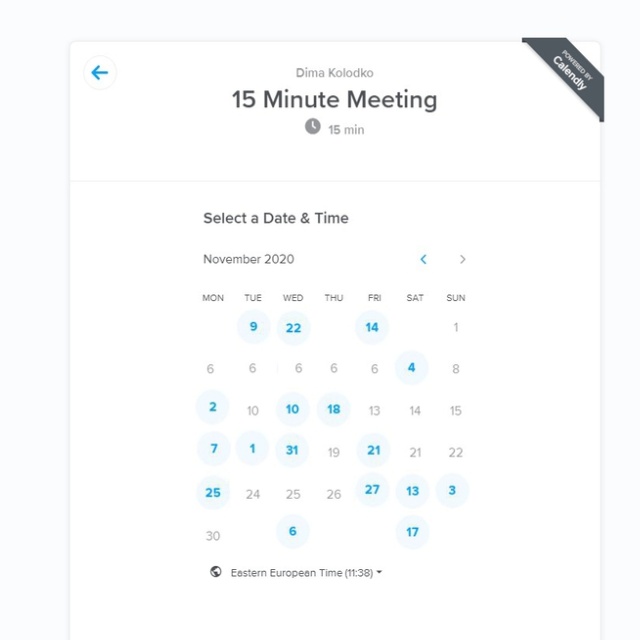 POWERED BY
Calendly
Dima Kolodko
15 Minute Meeting
15 min
Select a Date & Time
November 2020
MON TUE WED THU FRI SAT SUN
9 22 14 1
6 6 6 6 6 4 8
2 10 10 18 13 14 15
7 1 31 19 21 21 22
25 24 25 26 27 13 3
30 6 17
Eastern European Time (11:38)